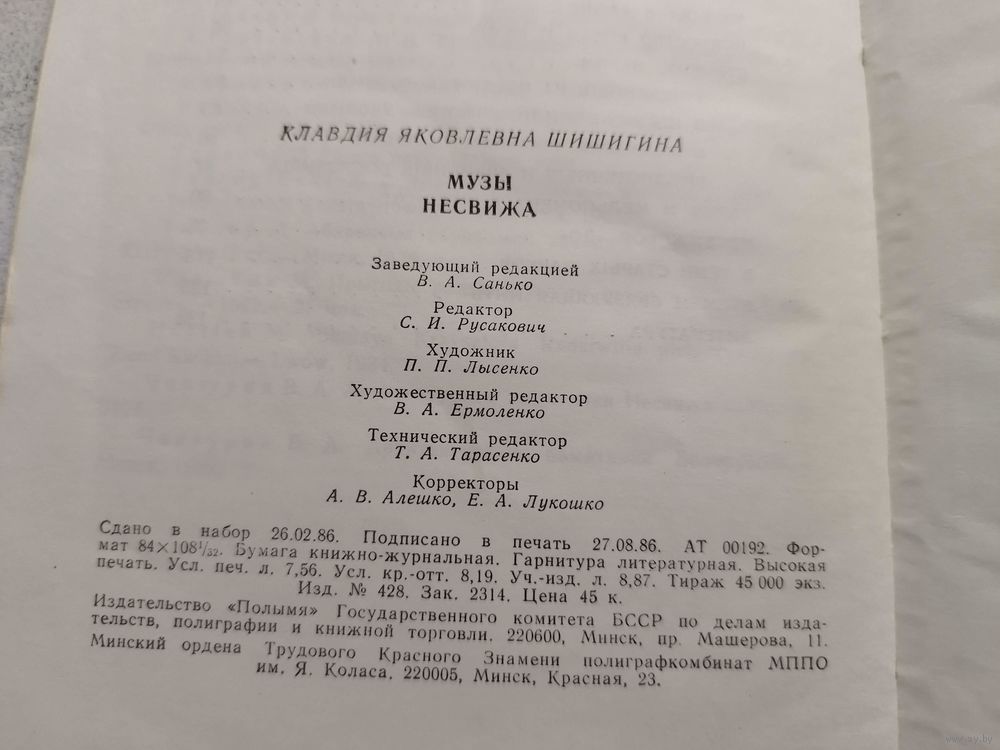 КЛАВДИЯ ЯКОВЛЕВНА ШИШИГИНА
МУЗЫ
НЕСВИЖА
Заведующий редакцией
В. А. Санько
Редактор
С. И. Русакович
Художник
П. П. Лысенко
Художественный редактор
В. А. Ермоленко
Технический редактор
Т. А. Тарасенко
Корректоры
А. В. Алешко, Е. А. Лукошко
Сдано в набор 26.02.86. Подписано в печать 27.08.86. АТ 00192. Фор-
мат 84×108¹/₃₂. Бумага книжно-журнальная. Гарнитура литературная. Высокая
печать. Усл. печ. л. 7,56. Усл. кр.-отт. 8,19. Уч.-изд. л. 8,87. Тираж 45 000 экз.
Изд. № 428. Зак. 2314. Цена 45 к.
Издательство «Полымя» Государственного комитета БССР по делам изда-
тельств, полиграфии и книжной торговли. 220600, Минск, пр. Машерова, 11.
Минский ордена Трудового Красного Знамени полиграфкомбинат МППО
им. Я. Коласа. 220005, Минск, Красная, 23.
www.ay.by